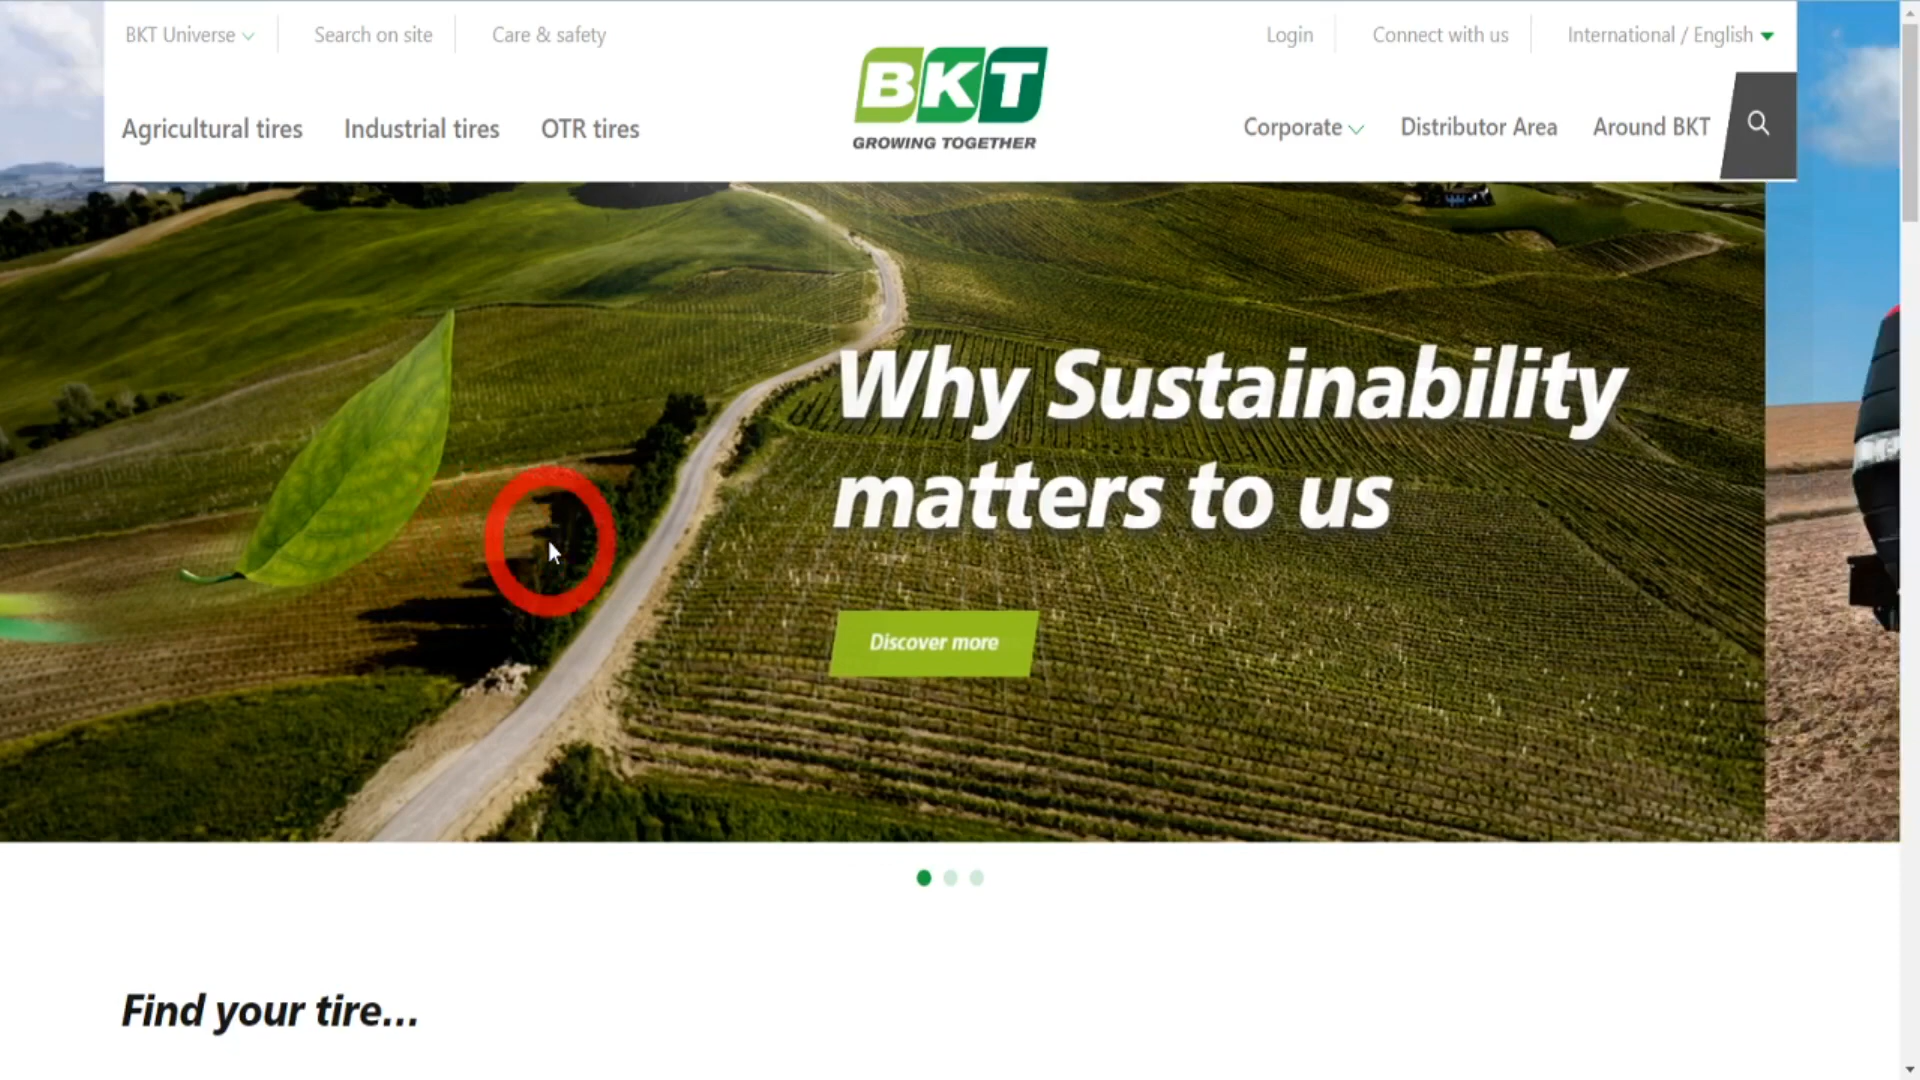 BKT Universe
Search on site
Care & safety
Login
Connect with us
International / English
Agricultural tires
Industrial tires
OTR tires
BKT
GROWING TOGETHER
Corporate
Distributor Area
Around BKT
Why Sustainability
matters to us
Discover more
Find your tire...